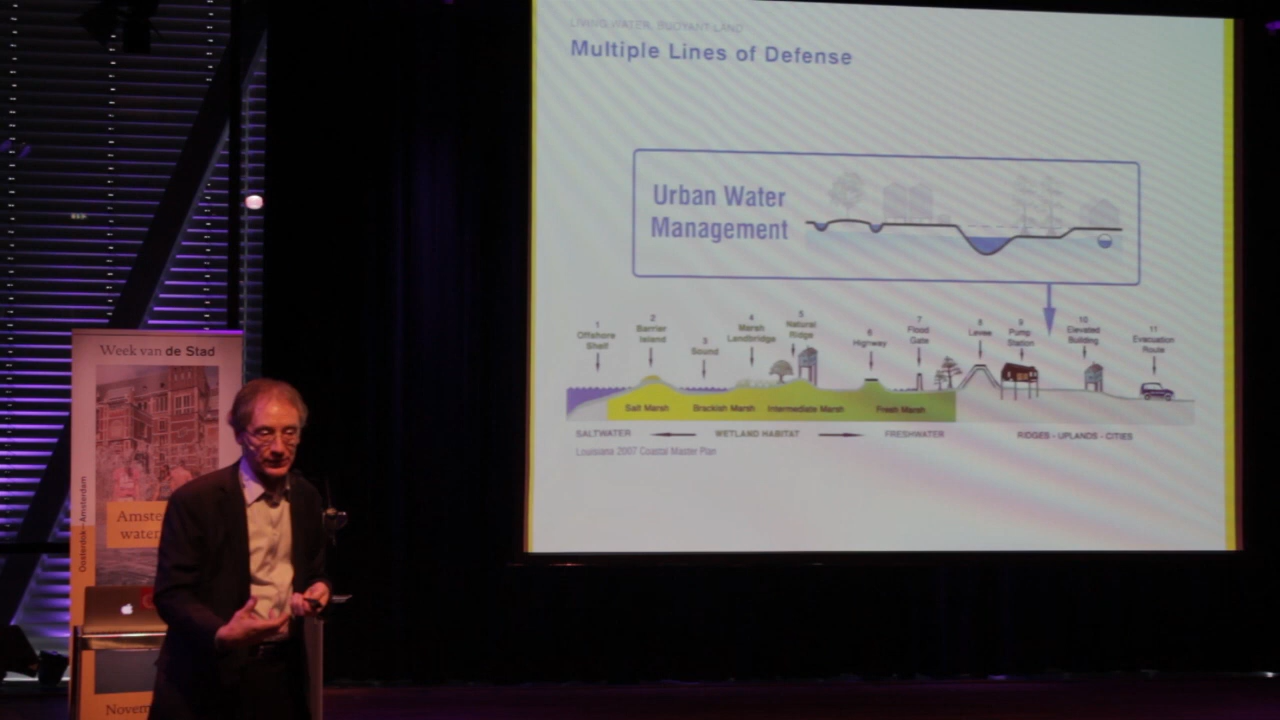 LIVING WATER, BUOYANT LAND
Multiple Lines of Defense
Urban Water
Management
1
Offshore
Shelf
2
Barrier
Island
3
Sound
4
Marsh
Landbridge
5
Natural
Ridge
6
Highway
7
Flood
Gate
8
Levee
9
Pump
Station
10
Elevated
Building
11
Evacuation
Route
Salt Marsh
Brackish Marsh
Intermediate Marsh
Fresh Marsh
SALTWATER
WETLAND HABITAT
FRESHWATER
RIDGES - UPLANDS - CITIES
Louisiana 2007 Coastal Master Plan
Week van de Stad
Amsterdam
water